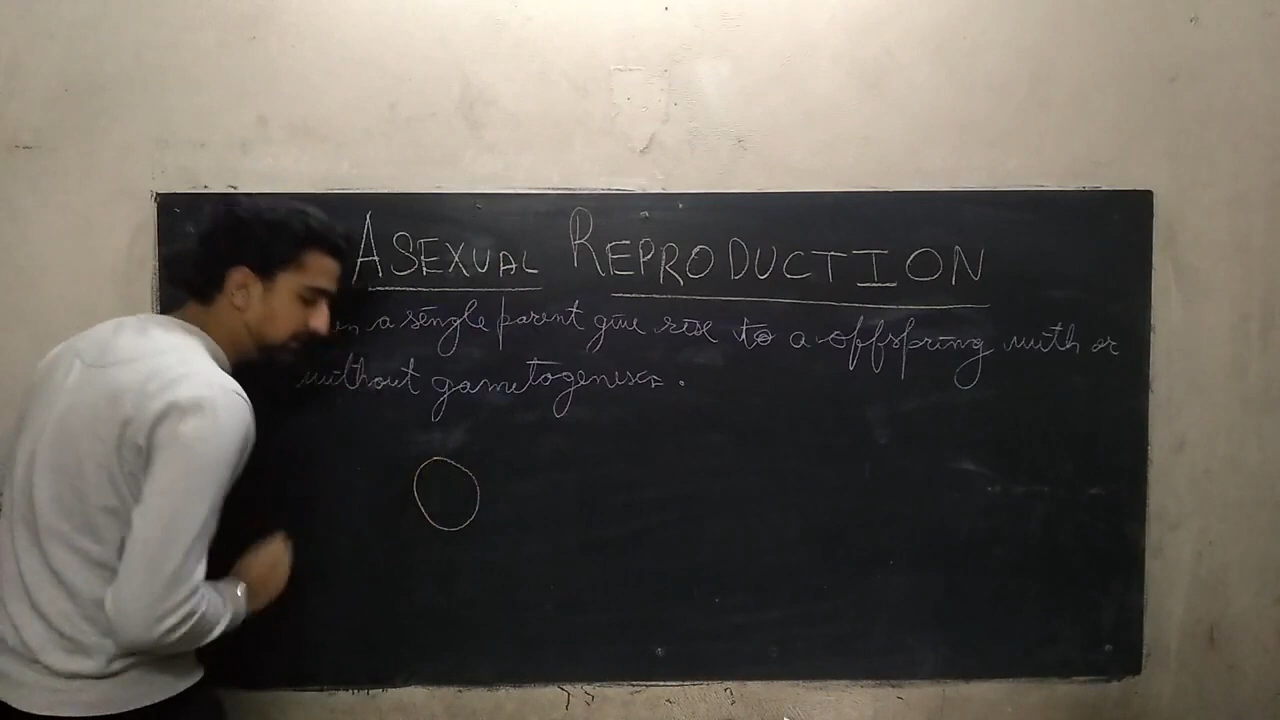 ASEXUAL REPRODUCTION
a single parent give rise to a offspring with or
without gametogenesis.